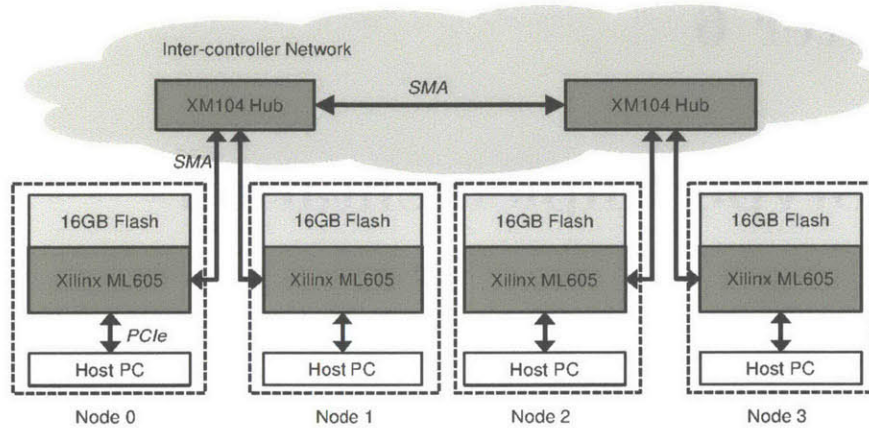 Inter-controller Network
SMA
XM104 Hub
XM104 Hub
SMA
16GB Flash
16GB Flash
16GB Flash
16GB Flash
Xilinx ML605
Xilinx ML605
Xilinx ML605
Xilinx ML605
PCIe
Host PC
Host PC
Host PC
Host PC
Node 0
Node 1
Node 2
Node 3